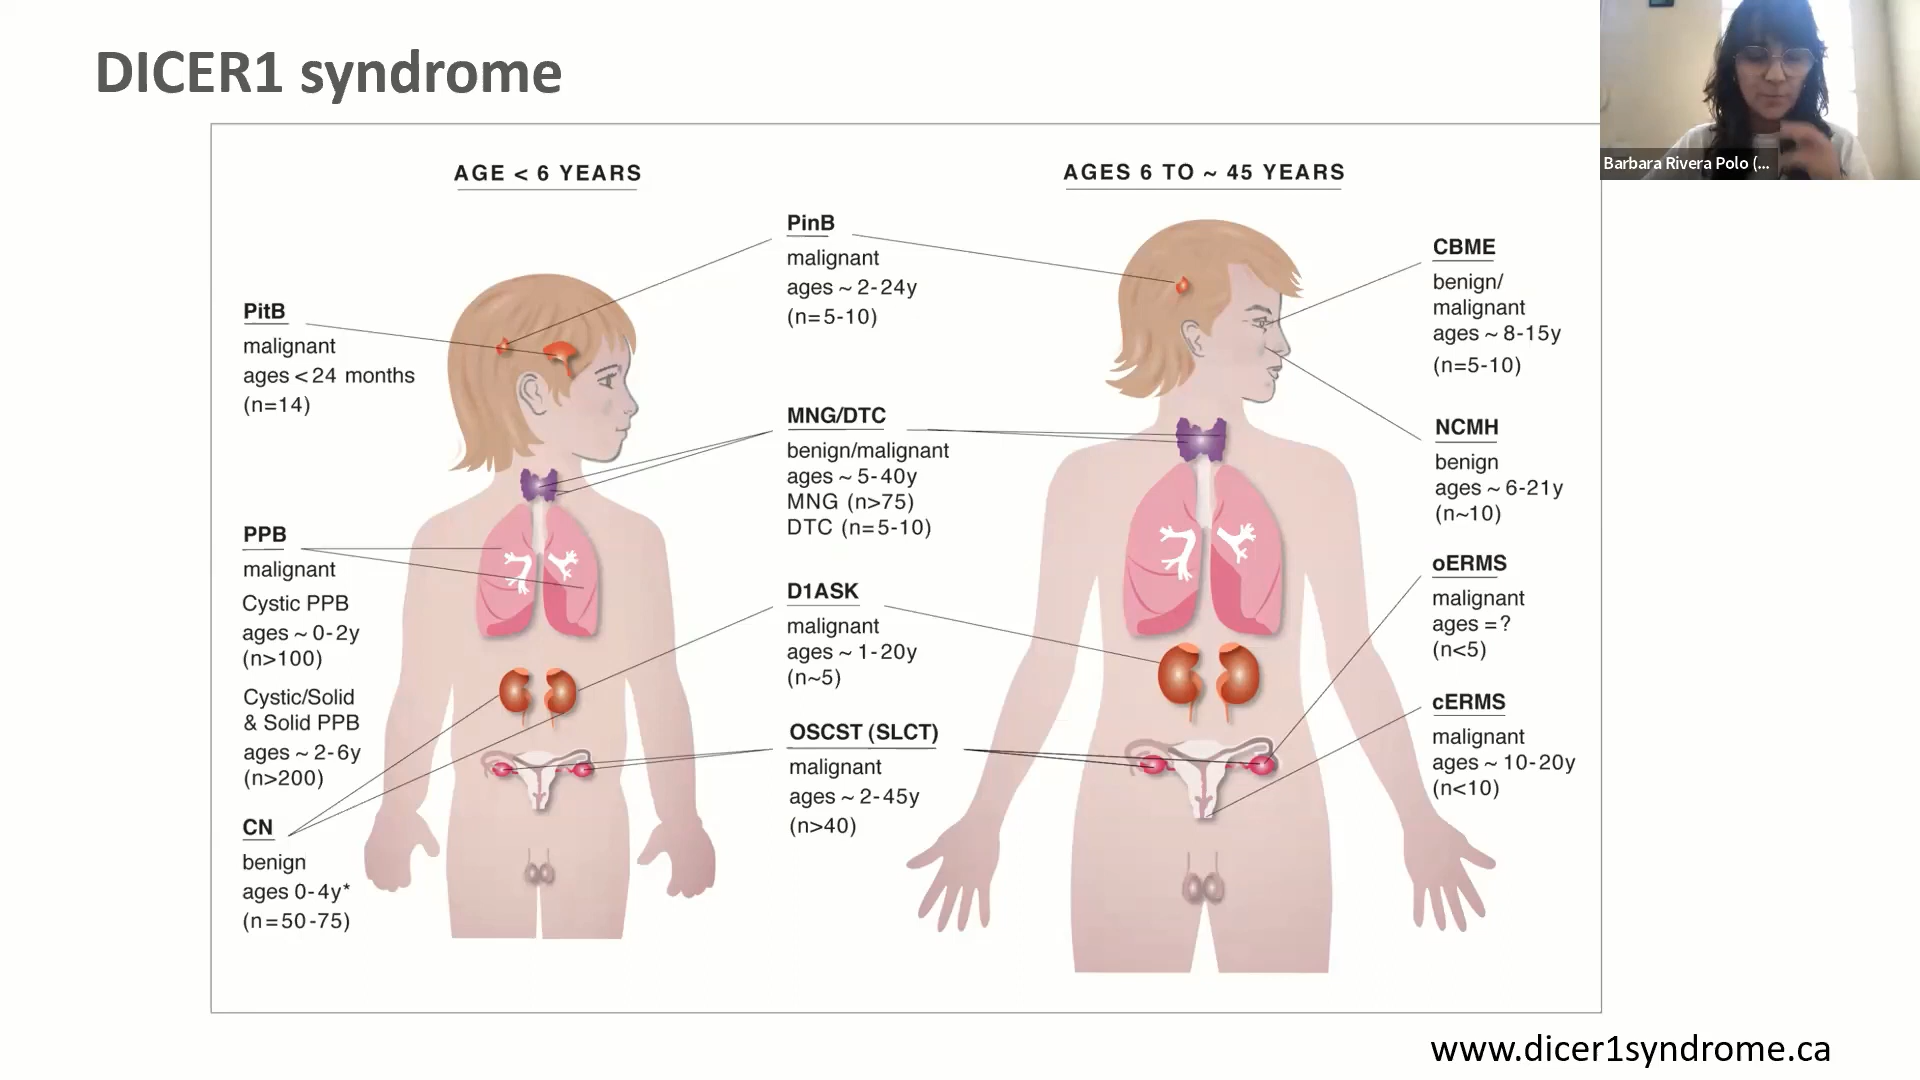 DICER1 syndrome
Barbara Rivera Polo (...
AGE < 6 YEARS
PitB
malignant
ages < 24 months
(n=14)
PPB
malignant
Cystic PPB
ages ~ 0-2y
(n>100)
Cystic/Solid
& Solid PPB
ages ~ 2-6y
(n>200)
CN
benign
ages 0-4y*
(n=50-75)
PinB
malignant
ages ~ 2-24y
(n=5-10)
MNG/DTC
benign/malignant
ages ~ 5-40y
MNG (n>75)
DTC (n=5-10)
D1ASK
malignant
ages ~ 1-20y
(n~5)
OSCST (SLCT)
malignant
ages ~ 2-45y
(n>40)
AGES 6 TO ~ 45 YEARS
CBME
benign/
malignant
ages ~ 8-15y
(n=5-10)
NCMH
benign
ages ~ 6-21y
(n~10)
oERMS
malignant
ages =?
(n<5)
cERMS
malignant
ages ~ 10-20y
(n<10)
www.dicer1syndrome.ca